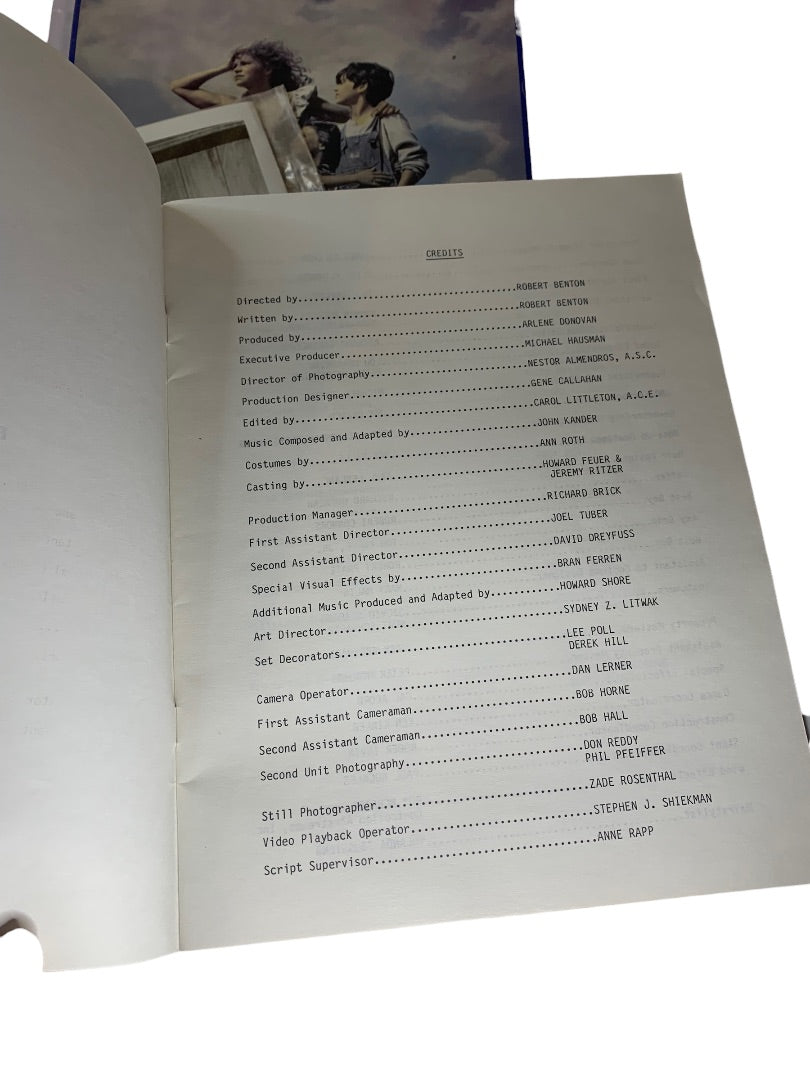 CREDITS
Directed by........................................ROBERT BENTON
Written by.........................................ROBERT BENTON
Produced by........................................ARLENE DONOVAN
Executive Producer.................................MICHAEL HAUSMAN
Director of Photography............................NESTOR ALMENDROS, A.S.C.
Production Designer................................GENE CALLAHAN
Edited by..........................................CAROL LITTLETON, A.C.E.
Music Composed and Adapted by......................JOHN KANDER
Costumes by........................................ANN ROTH
Casting by.........................................HOWARD FEUER &
JEREMY RITZER
Production Manager.................................RICHARD BRICK
First Assistant Director...........................JOEL TUBER
Second Assistant Director..........................DAVID DREYFUSS
Special Visual Effects by..........................BRAN FERREN
Additional Music Produced and Adapted by...........HOWARD SHORE
Art Director.......................................SYDNEY Z. LITWAK
Set Decorators.....................................LEE POLL
DEREK HILL
Camera Operator....................................DAN LERNER
First Assistant Cameraman..........................BOB HORNE
Second Assistant Cameraman.........................BOB HALL
Second Unit Photography............................DON REDDY
PHIL PFEIFFER
Still Photographer.................................ZADE ROSENTHAL
Video Playback Operator............................STEPHEN J. SHIEKMAN
Script Supervisor..................................ANNE RAPP